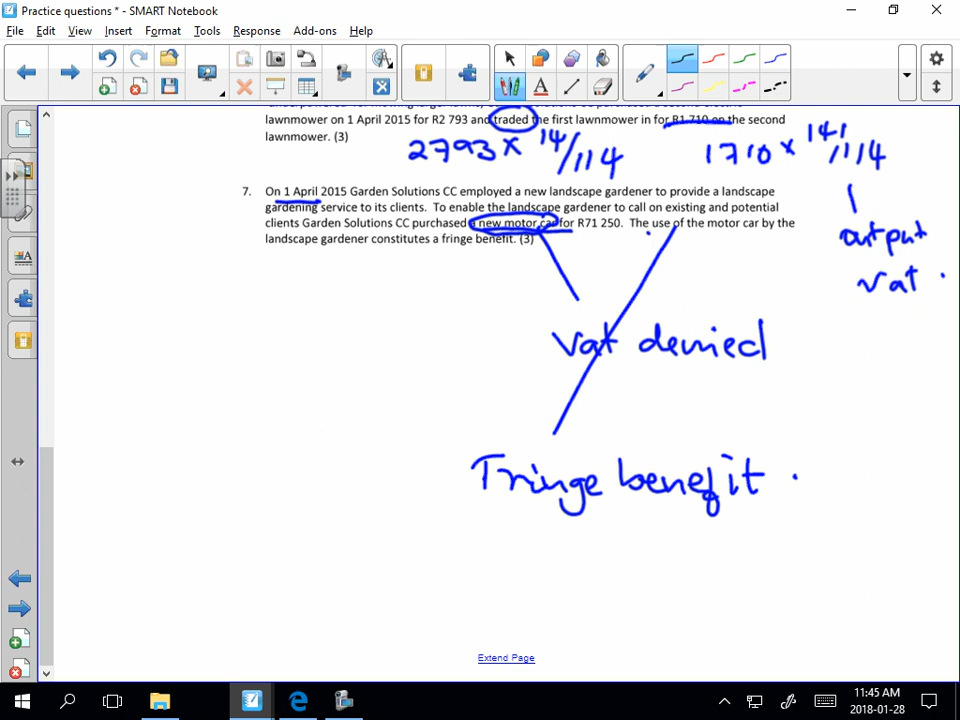 Practice questions * - SMART Notebook
File Edit View Insert Format Tools Response Add-ons Help
lawnmower on 1 April 2015 for R2 793 and traded the first lawnmower in for R1 710 on the second
lawnmower. (3)
2793 x 14/114 1710 x 14/114
output
vat .
7. On 1 April 2015 Garden Solutions CC employed a new landscape gardener to provide a landscape
gardening service to its clients. To enable the landscape gardener to call on existing and potential
clients Garden Solutions CC purchased a new motor car for R71 250. The use of the motor car by the
landscape gardener constitutes a fringe benefit. (3)
Vat denied
Fringe benefit .
Extend Page
11:45 AM
2018-01-28